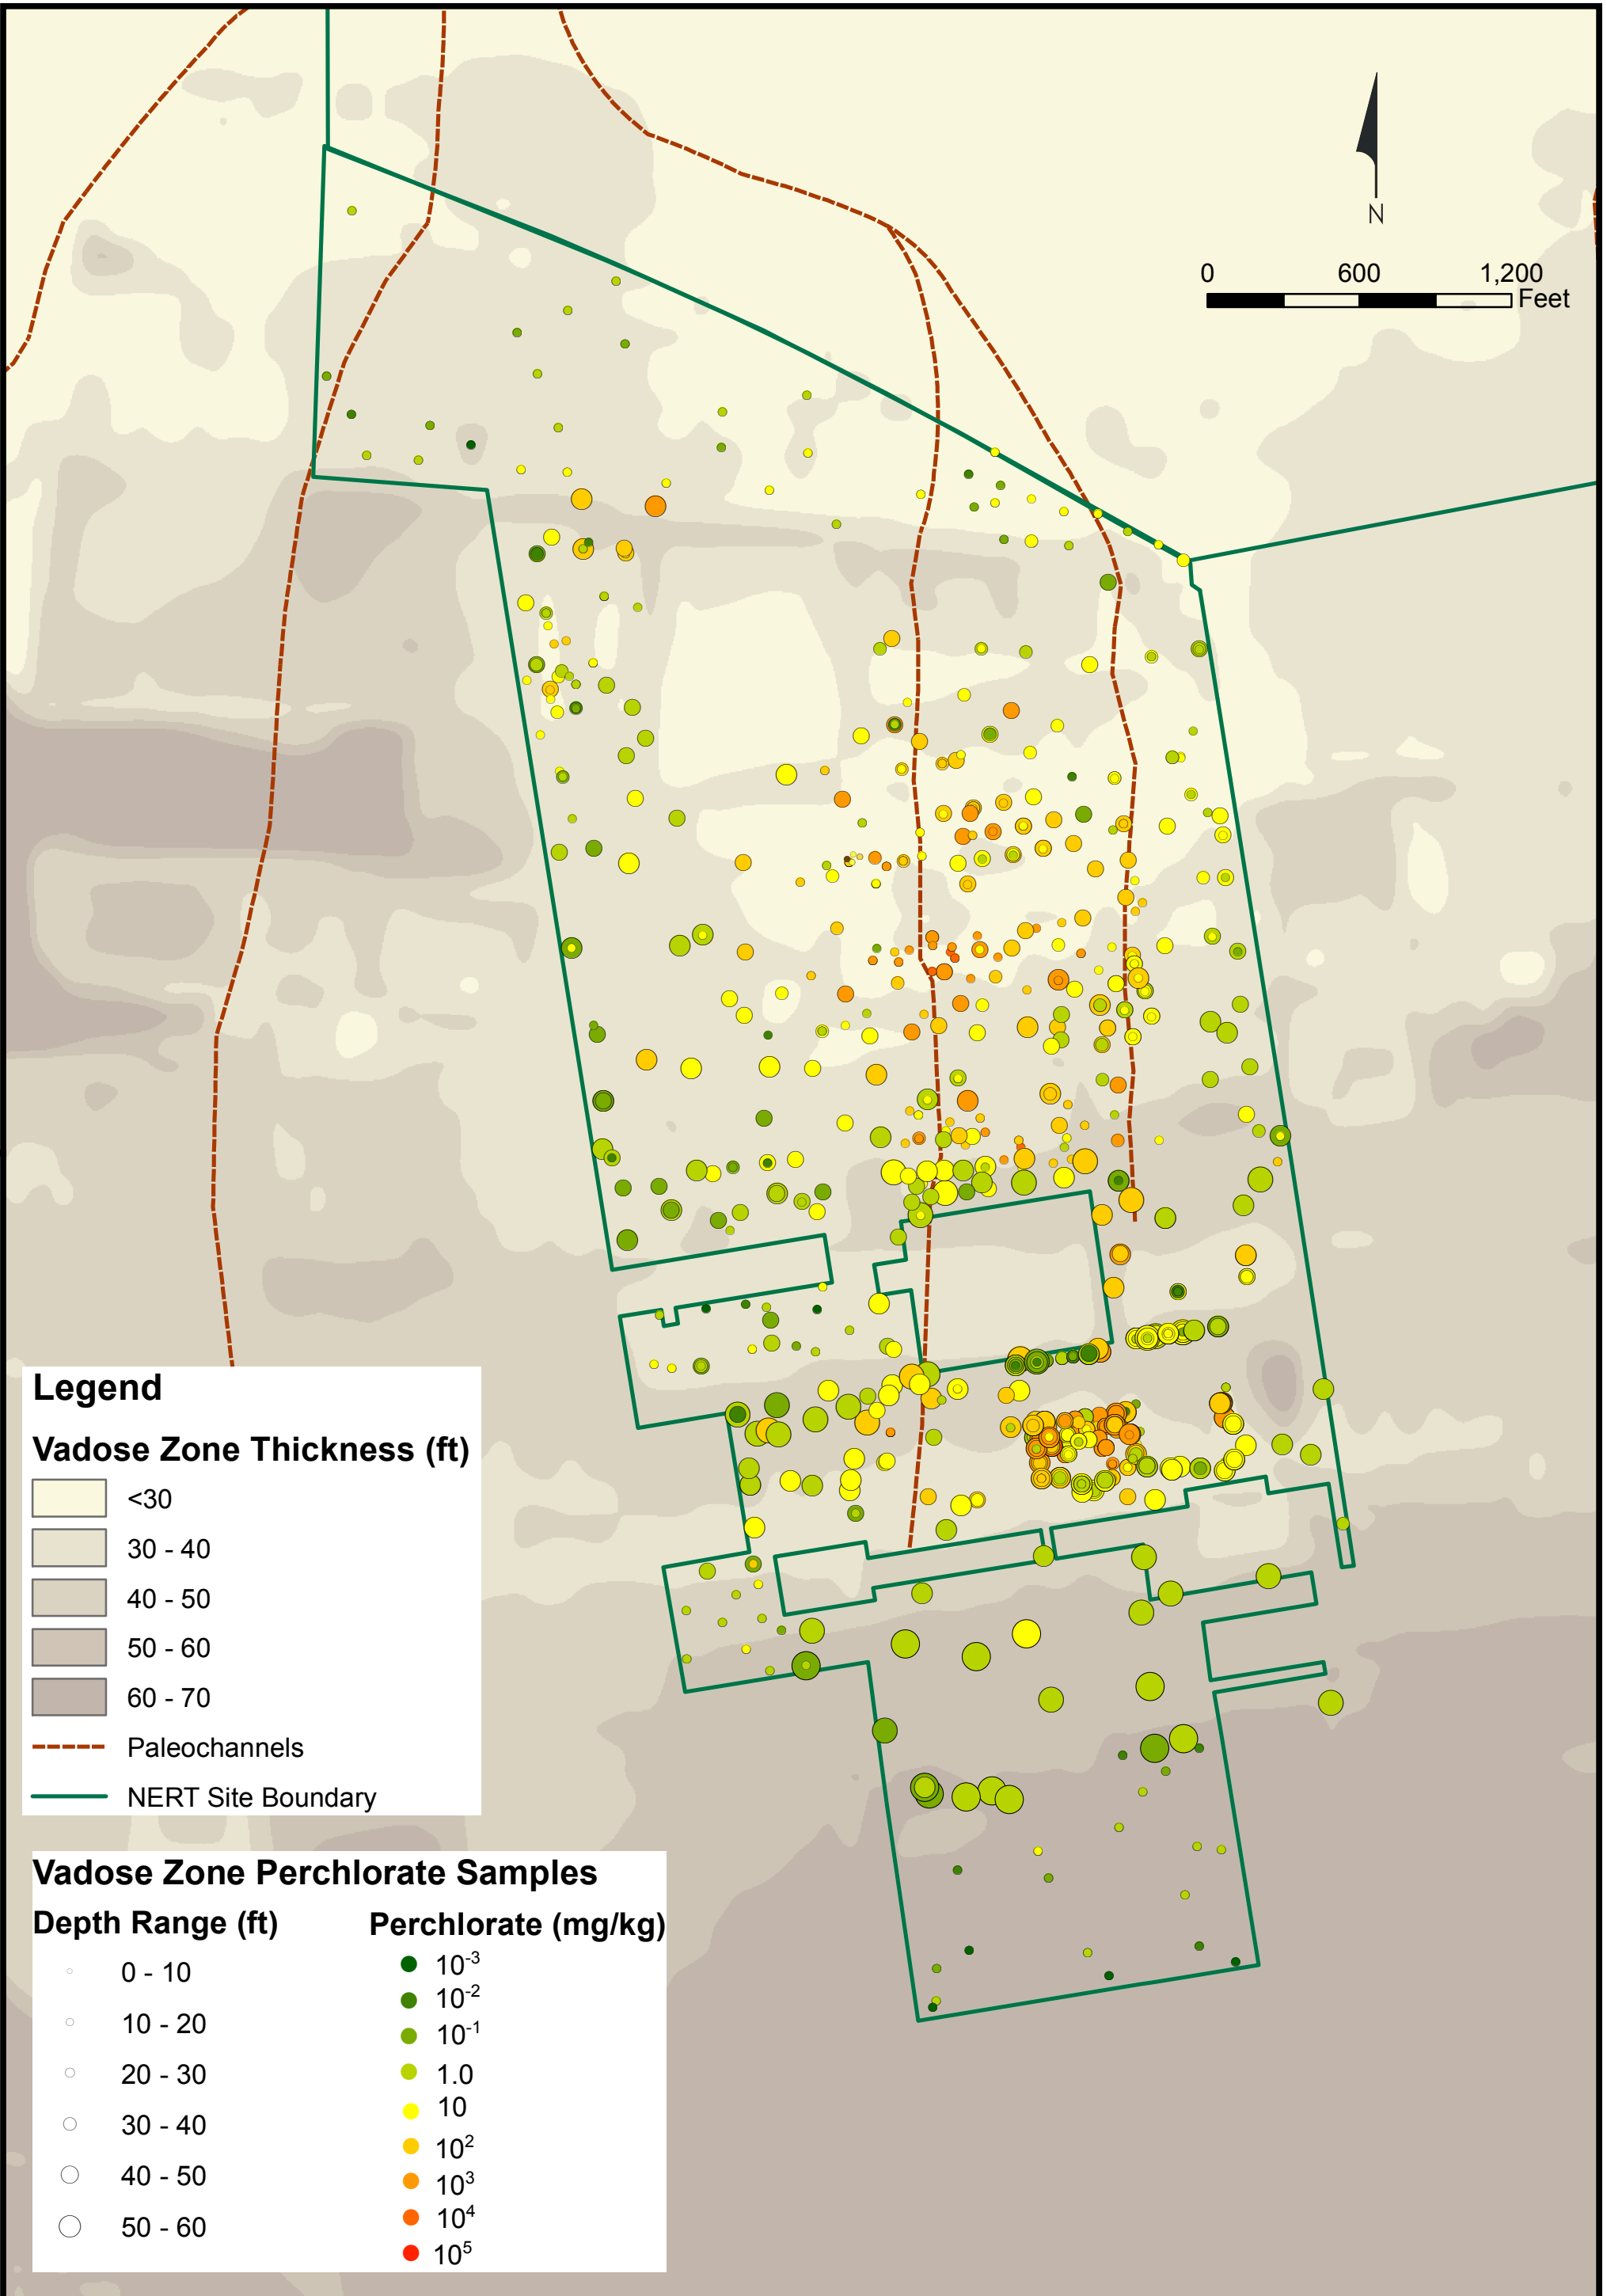 N
0 600 1,200
Feet
Legend
Vadose Zone Thickness (ft)
<30
30 - 40
40 - 50
50 - 60
60 - 70
Paleochannels
NERT Site Boundary
Vadose Zone Perchlorate Samples
Depth Range (ft) Perchlorate (mg/kg)
0 - 10 10⁻³
10 - 20 10⁻²
20 - 30 10⁻¹
30 - 40 1.0
40 - 50 10
50 - 60 10²
10³
10⁴
10⁵